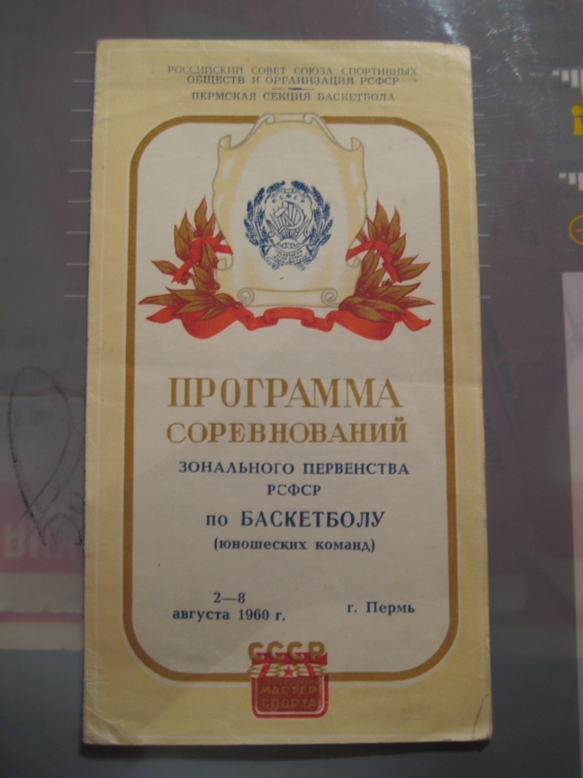 РОССИЙСКИЙ СОВЕТ СОЮЗА СПОРТИВНЫХ
ОБЩЕСТВ И ОРГАНИЗАЦИЙ РСФСР
ПЕРМСКАЯ СЕКЦИЯ БАСКЕТБОЛА
РСФСР
ПРОГРАММА
СОРЕВНОВАНИЙ
ЗОНАЛЬНОГО ПЕРВЕНСТВА
РСФСР
ПО БАСКЕТБОЛУ
(юношеских команд)
2—8
августа 1960 г.
г. Пермь
СССР
МАСТЕР
СПОРТА